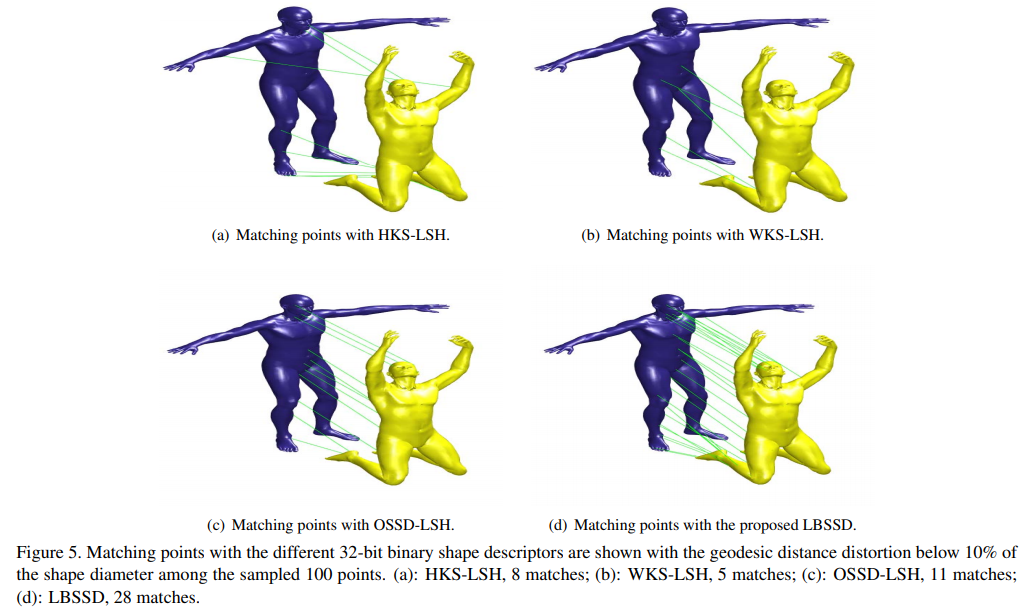 (a) Matching points with HKS-LSH.
(b) Matching points with WKS-LSH.
(c) Matching points with OSSD-LSH.
(d) Matching points with the proposed LBSSD.
Figure 5. Matching points with the different 32-bit binary shape descriptors are shown with the geodesic distance distortion below 10% of
the shape diameter among the sampled 100 points. (a): HKS-LSH, 8 matches; (b): WKS-LSH, 5 matches; (c): OSSD-LSH, 11 matches;
(d): LBSSD, 28 matches.